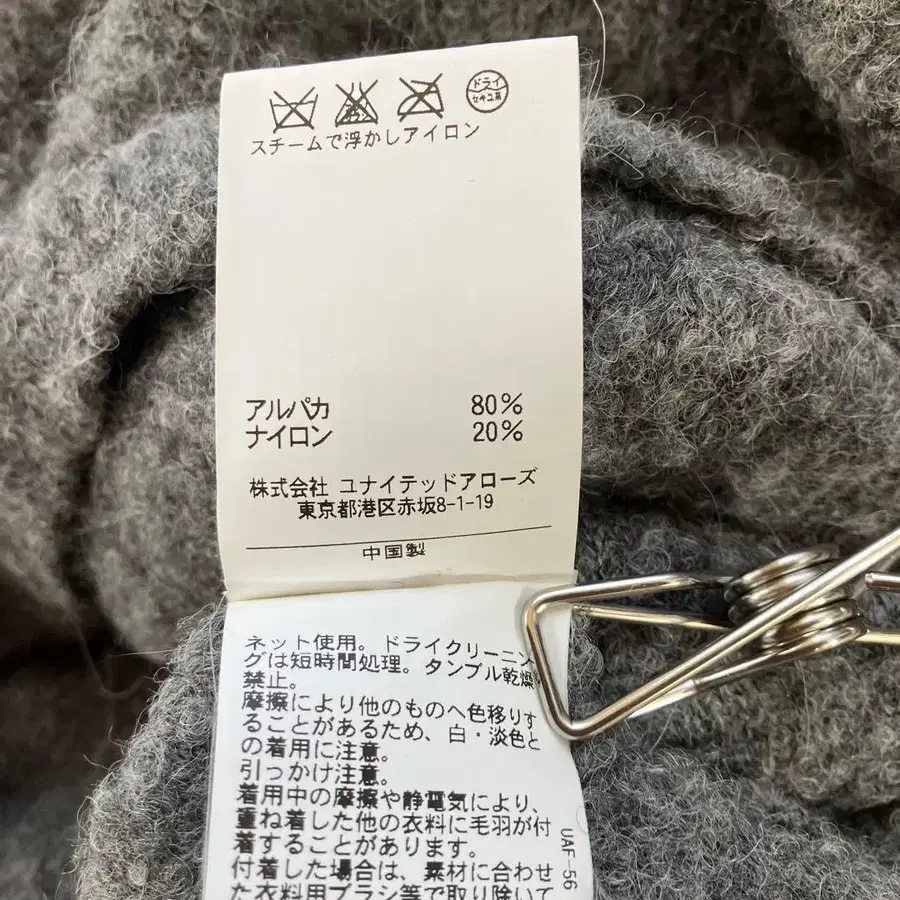 ドライ
セキユ系
スチームで浮かしアイロン
アルパカ 80%
ナイロン 20%
株式会社 ユナイテッドアローズ
東京都港区赤坂8-1-19
中国製
ネット使用。ドライクリーニン
グは短時間処理。タンブル乾燥
禁止。
摩擦により他のものへ色移りす
ることがあるため、白・淡色と
の着用に注意。
引っかけ注意。
着用中の摩擦や静電気により、
重ね着した他の衣料に毛羽が付
着することがあります。
付着した場合は、素材に合わせ
た衣料用ブラシ等で取り除いて
UAF-56